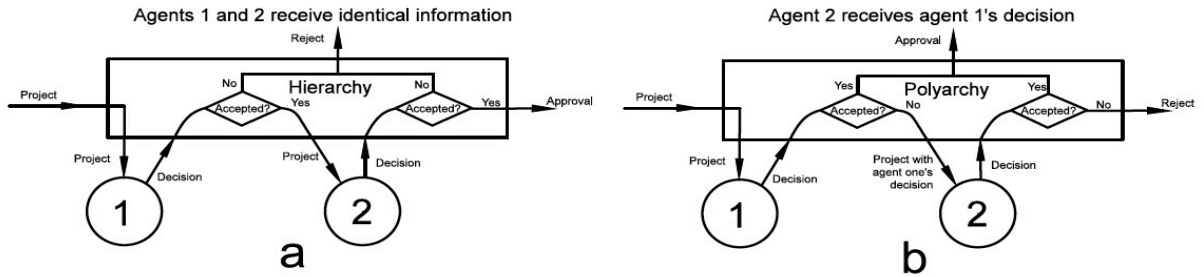 Agents 1 and 2 receive identical information
Reject
No
Hierarchy
No
Project
Accepted?
Yes
Accepted?
Yes
Approval
Project
Decision
Project
Decision
1
2
a
Agent 2 receives agent 1's decision
Approval
Yes
Polyarchy
Yes
Project
Accepted?
No
Accepted?
No
Reject
Project
Decision
Project with
agent one's
decision
Decision
1
2
b